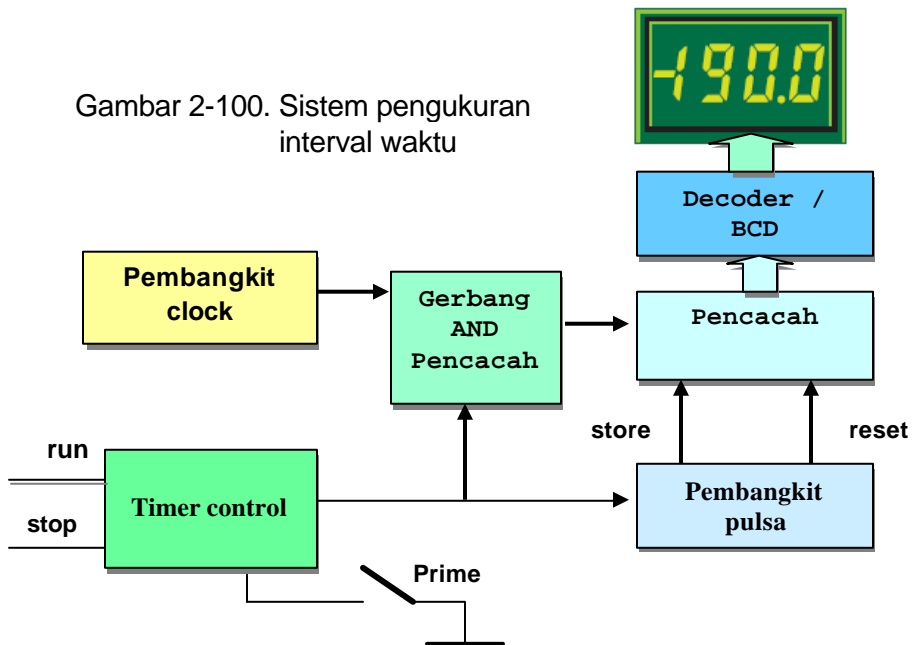 -190.0
Gambar 2-100. Sistem pengukuran
interval waktu
Decoder /
BCD
Pembangkit
clock
Gerbang
AND
Pencacah
Pencacah
store
reset
run
stop
Timer control
Pembangkit
pulsa
Prime